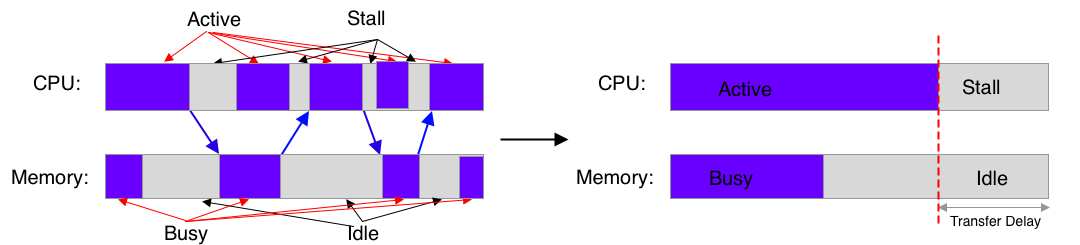 Active
Stall
CPU:
Memory:
Busy
Idle
CPU:
Active
Stall
Memory:
Busy
Idle
Transfer Delay